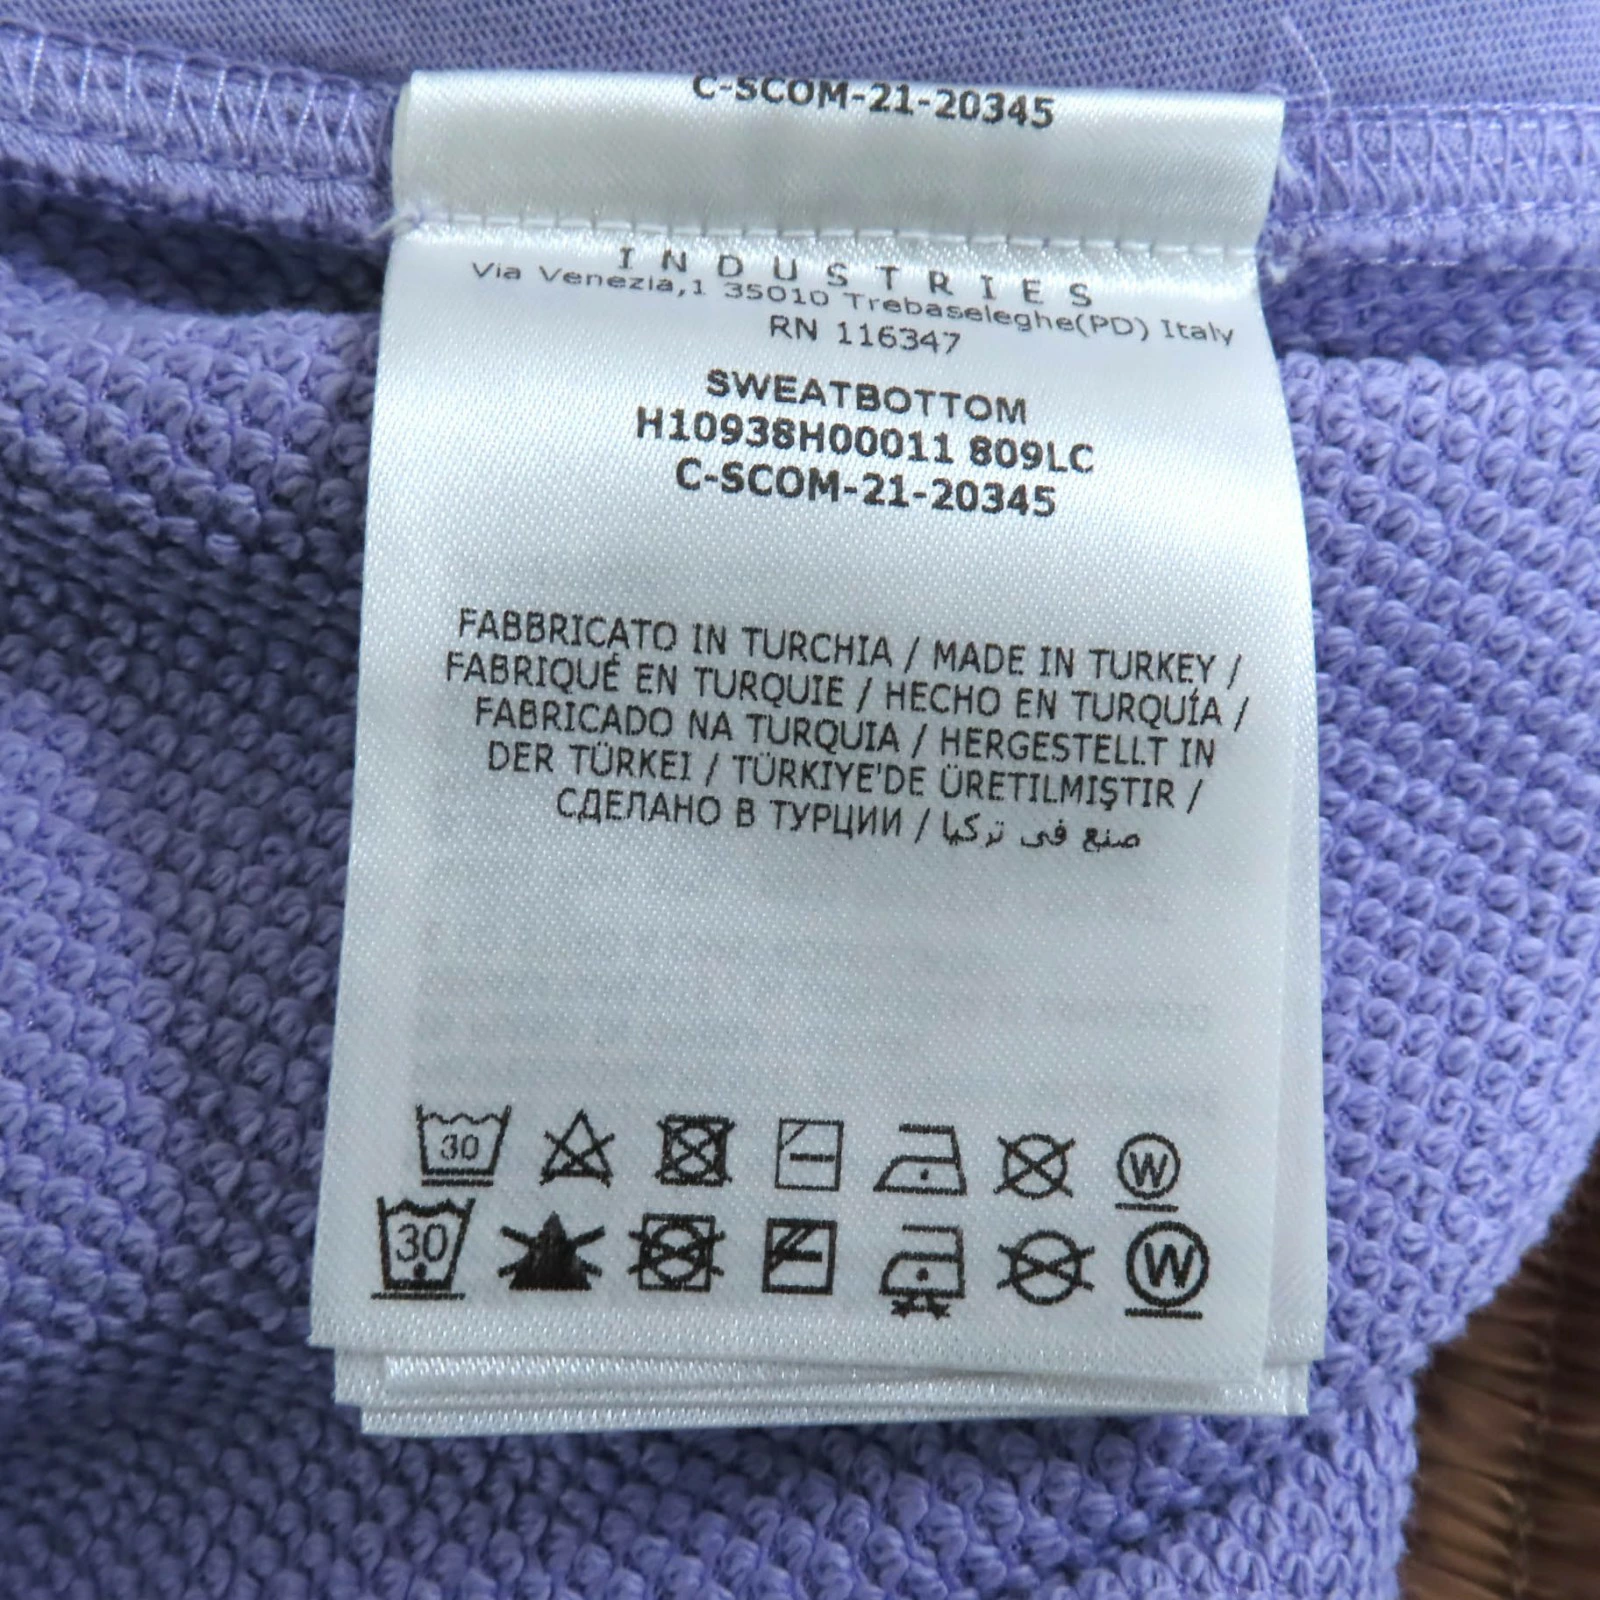 C-SCOM-21-20345
INDUSTRIES
Via Venezia,1 35010 Trebaseleghe(PD) Italy
RN 116347
SWEATBOTTOM
H10938H00011 809LC
C-SCOM-21-20345
FABBRICATO IN TURCHIA / MADE IN TURKEY /
FABRIQUÉ EN TURQUIE / HECHO EN TURQUÍA /
FABRICADO NA TURQUIA / HERGESTELLT IN
DER TÜRKEI / TÜRKIYE'DE ÜRETILMIŞTIR /
СДЕЛАНО В ТУРЦИИ / صنع في تركيا
30 W
30 W